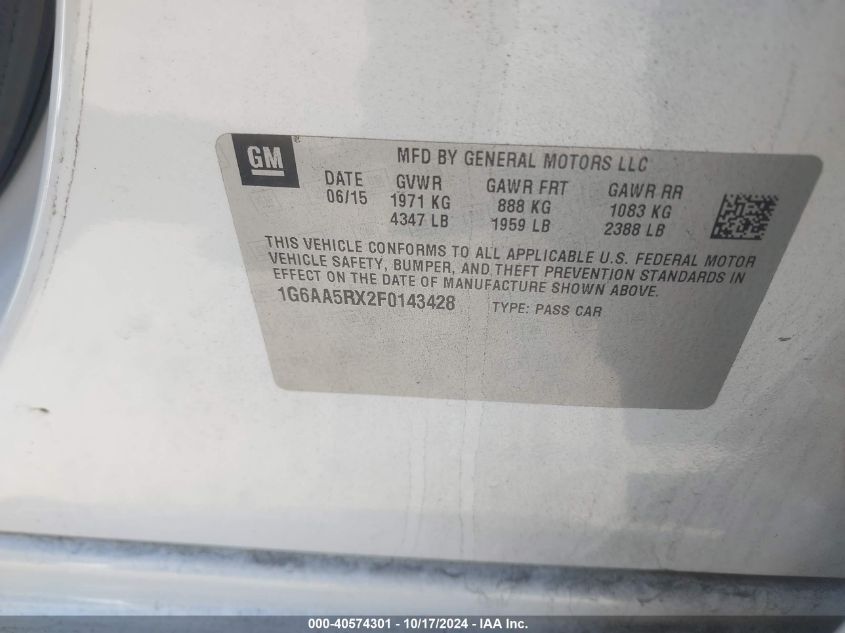 GM
MFD BY GENERAL MOTORS LLC
DATE GVWR GAWR FRT GAWR RR
06/15 1971 KG 888 KG 1083 KG
4347 LB 1959 LB 2388 LB
THIS VEHICLE CONFORMS TO ALL APPLICABLE U.S. FEDERAL MOTOR
VEHICLE SAFETY, BUMPER, AND THEFT PREVENTION STANDARDS IN
EFFECT ON THE DATE OF MANUFACTURE SHOWN ABOVE.
1G6AA5RX2F0143428 TYPE: PASS CAR
000-40574301 - 10/17/2024 - IAA Inc.